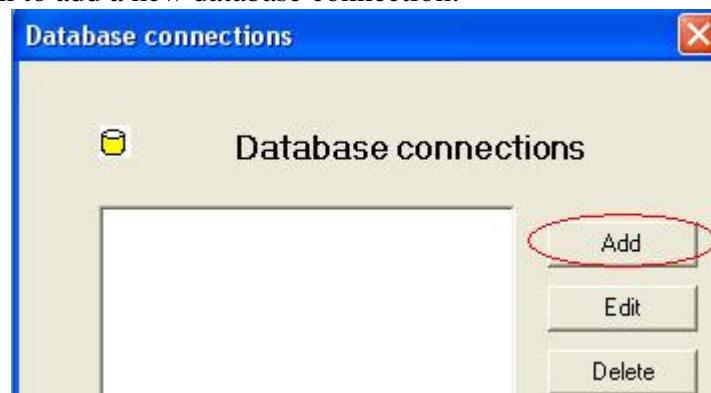 to add a new database connection.
Database connections
Database connections
Add
Edit
Delete